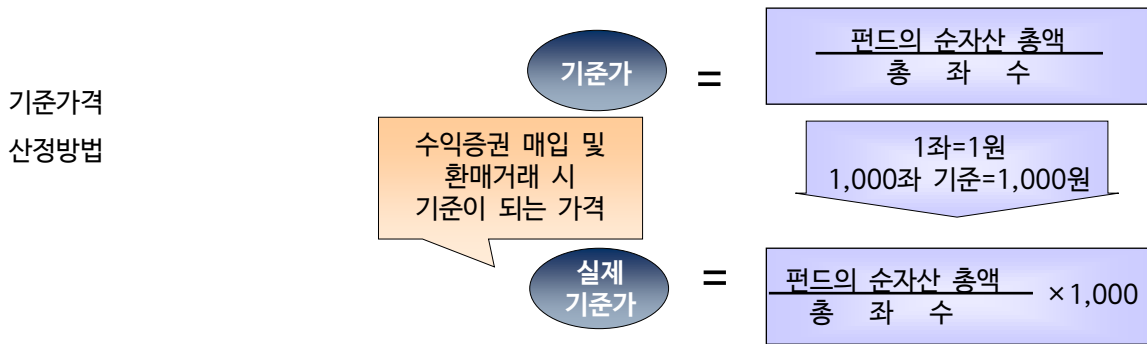 기준가격
산정방법
기준가
=
펀드의 순자산 총액
총 좌 수
수익증권 매입 및
환매거래 시
기준이 되는 가격
1좌=1원
1,000좌 기준=1,000원
실제
기준가
=
펀드의 순자산 총액
총 좌 수
×1,000